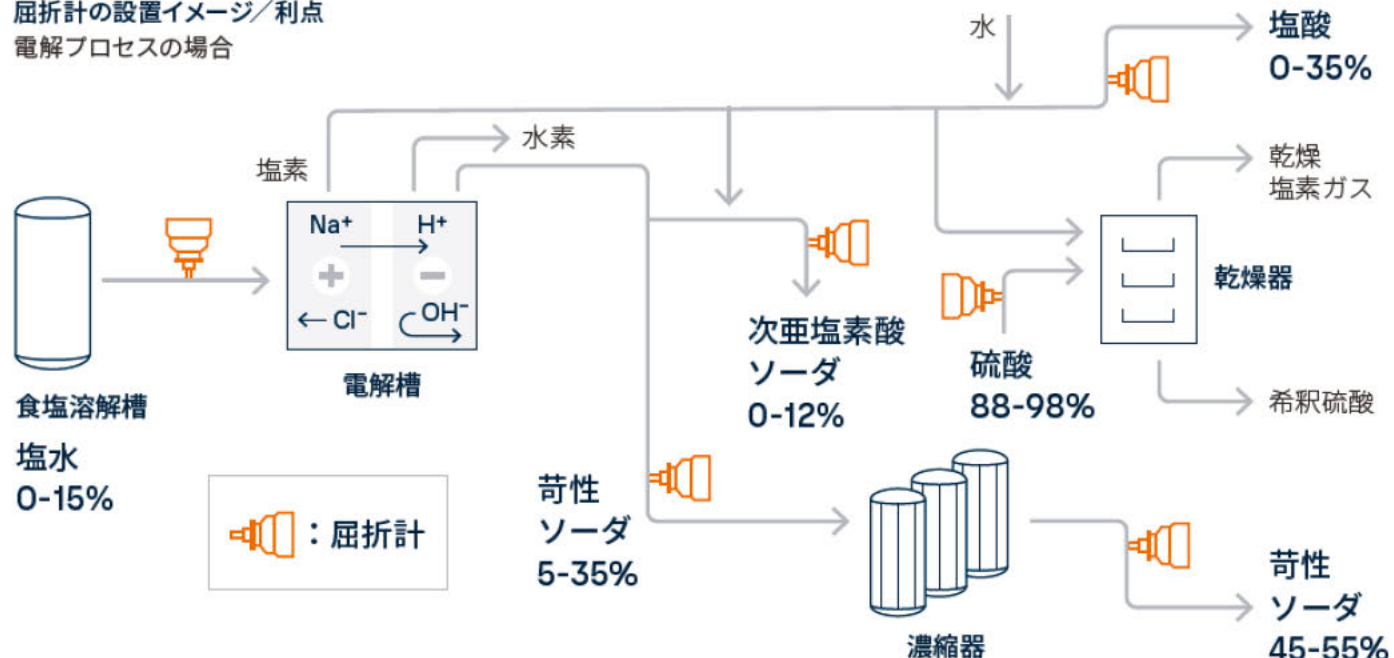 屈折計の設置イメージ／利点
電解プロセスの場合
水
塩酸
0-35%
塩素
水素
乾燥
塩素ガス
Na⁺
H⁺
+
−
Cl⁻
OH⁻
電解槽
食塩溶解槽
塩水
0-15%
次亜塩素酸
ソーダ
0-12%
硫酸
88-98%
乾燥器
希釈硫酸
：屈折計
苛性
ソーダ
5-35%
濃縮器
苛性
ソーダ
45-55%